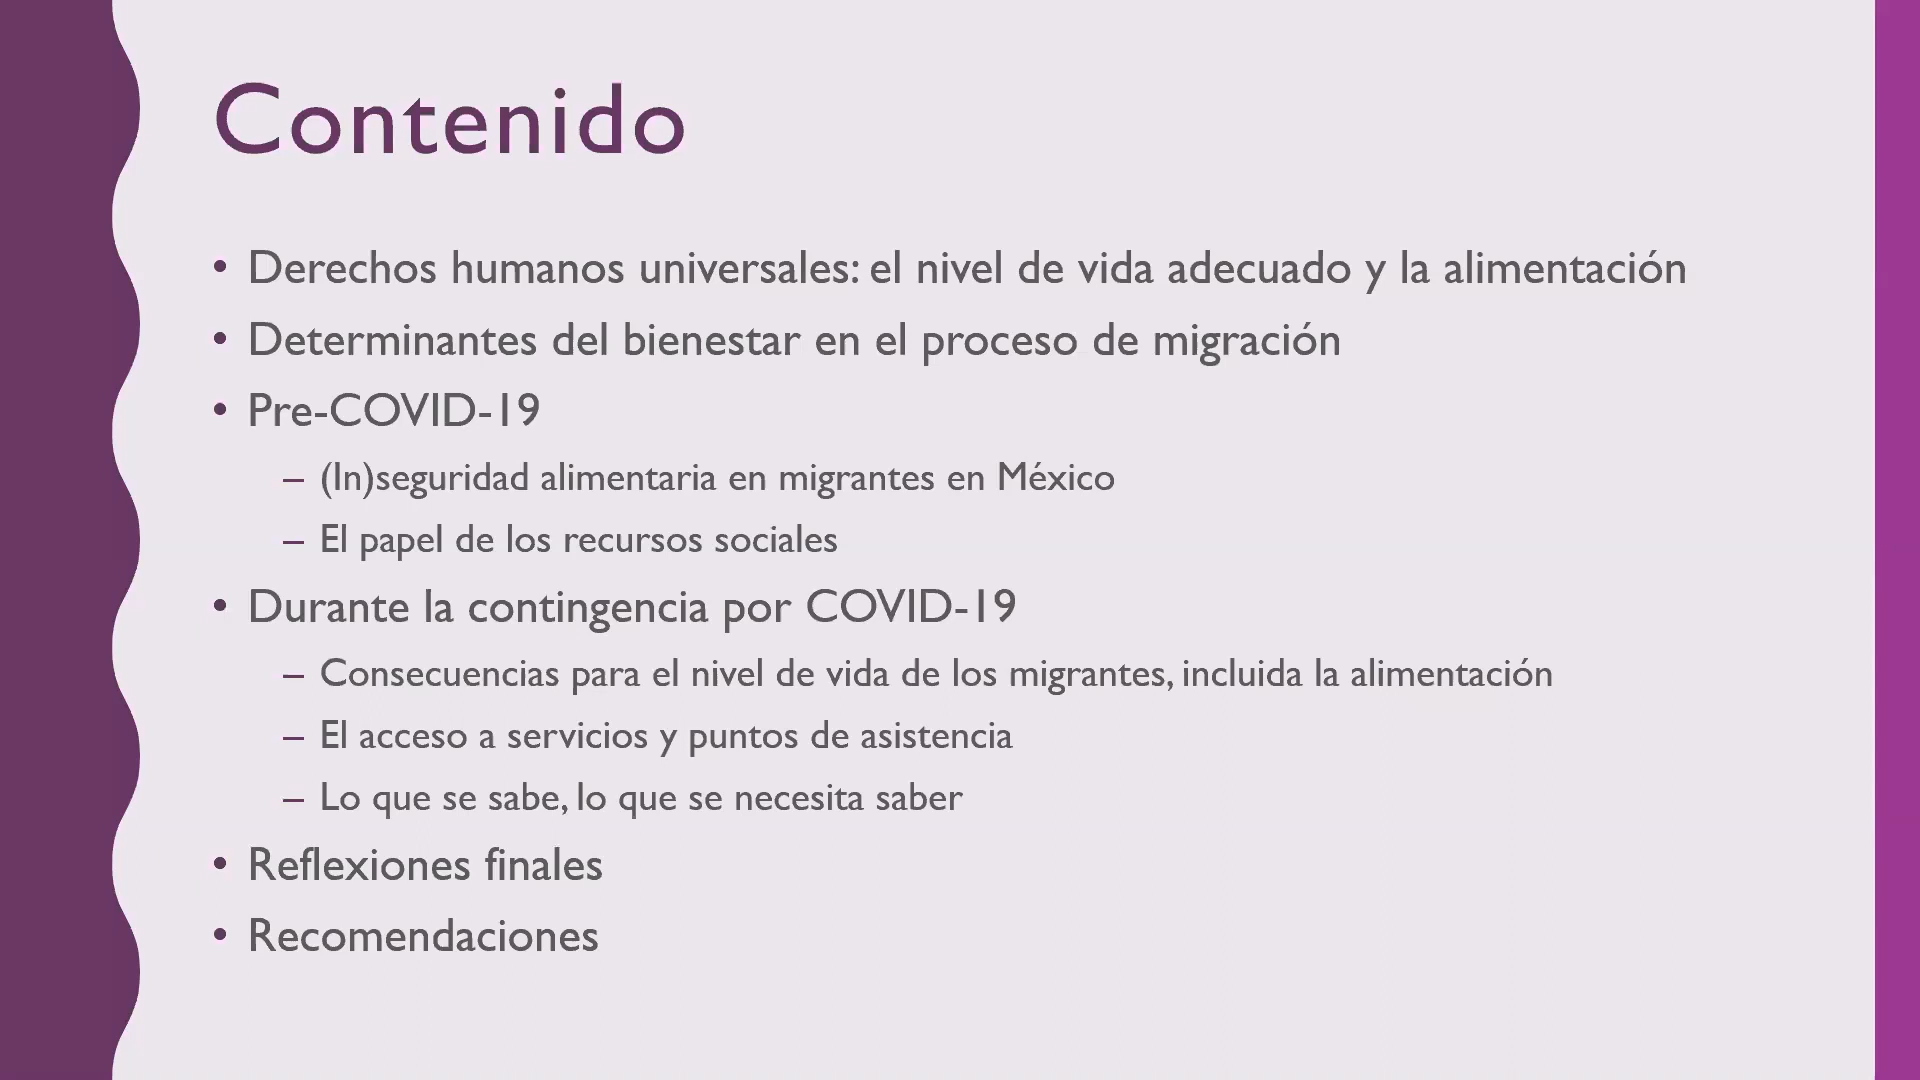 Contenido
• Derechos humanos universales: el nivel de vida adecuado y la alimentación
• Determinantes del bienestar en el proceso de migración
• Pre-COVID-19
– (In)seguridad alimentaria en migrantes en México
– El papel de los recursos sociales
• Durante la contingencia por COVID-19
– Consecuencias para el nivel de vida de los migrantes, incluida la alimentación
– El acceso a servicios y puntos de asistencia
– Lo que se sabe, lo que se necesita saber
• Reflexiones finales
• Recomendaciones